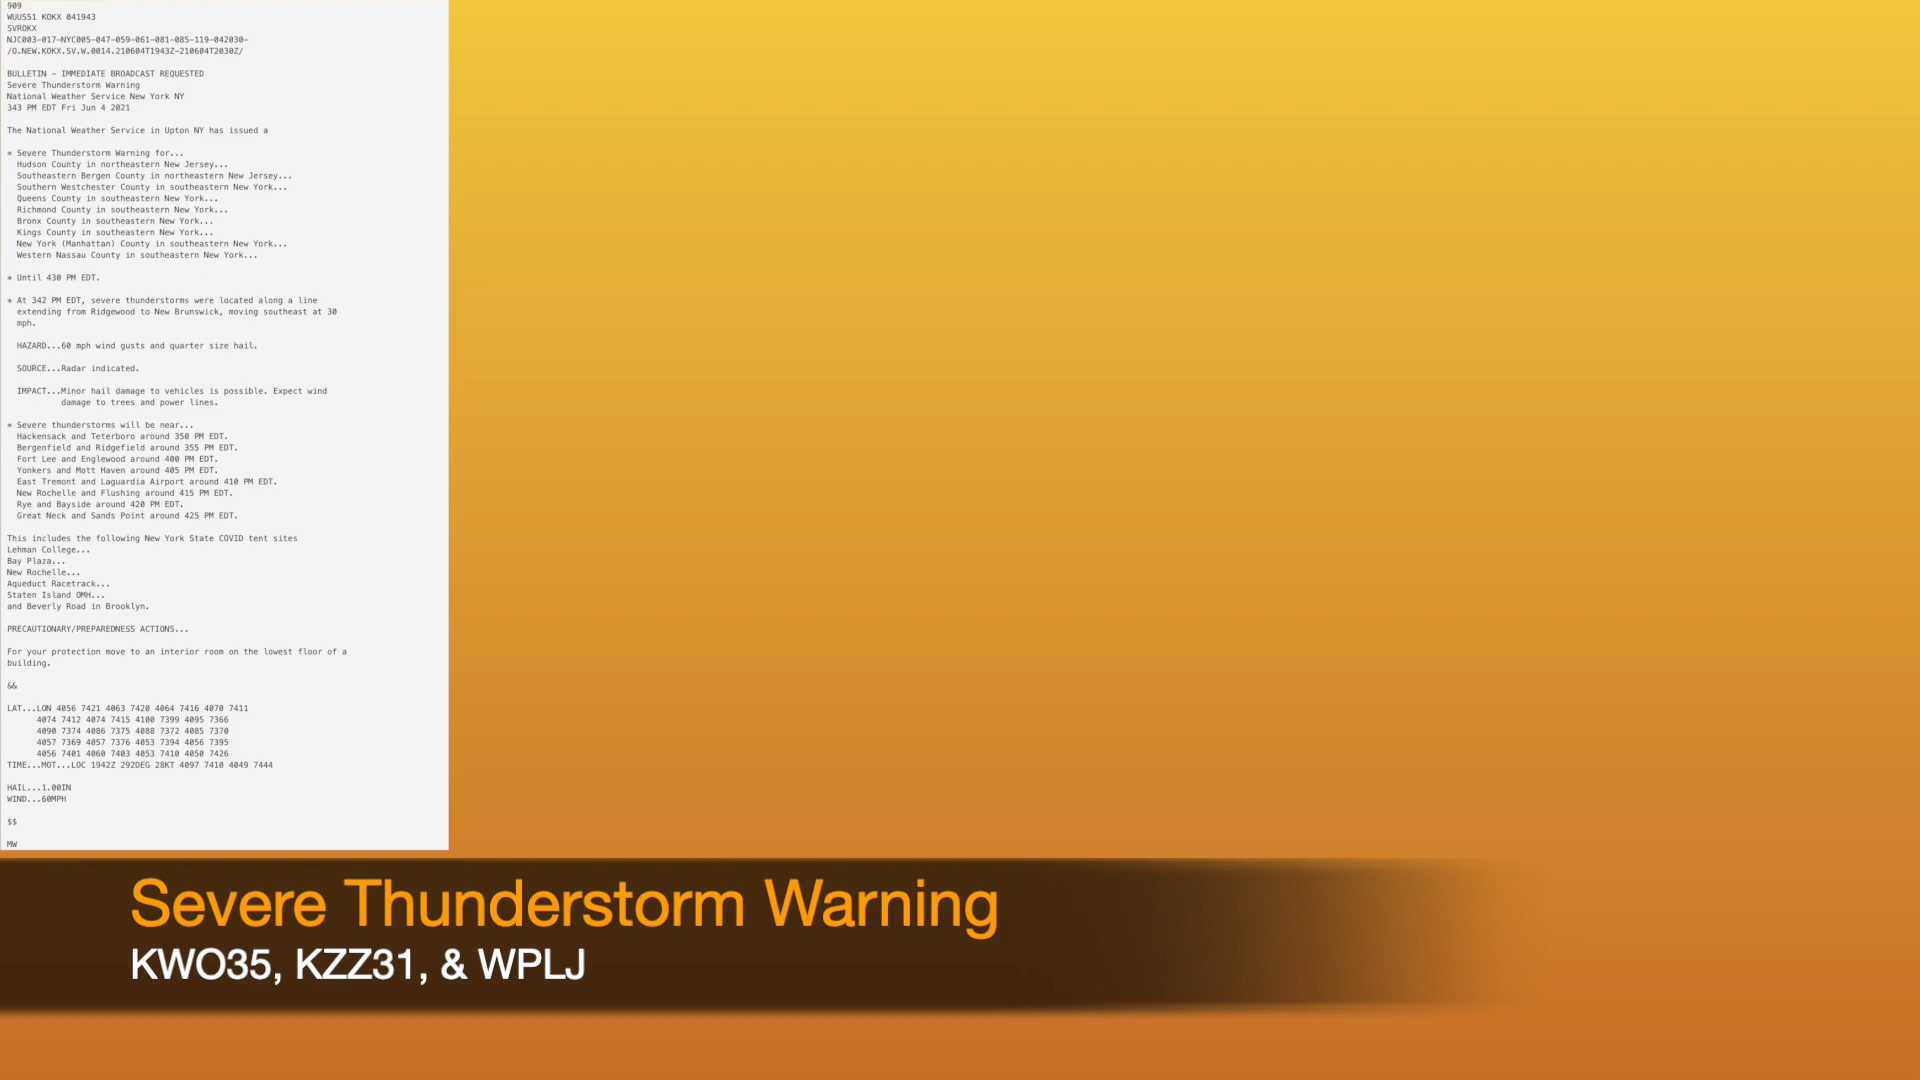 909
WUUS51 KOKX 041943
SVROKX
NJC003-017-NYC005-047-059-061-081-085-119-042030-
/O.NEW.KOKX.SV.W.0014.210604T1943Z-210604T2030Z/
BULLETIN - IMMEDIATE BROADCAST REQUESTED
Severe Thunderstorm Warning
National Weather Service New York NY
343 PM EDT Fri Jun 4 2021
The National Weather Service in Upton NY has issued a
* Severe Thunderstorm Warning for...
Hudson County in northeastern New Jersey...
Southeastern Bergen County in northeastern New Jersey...
Southern Westchester County in southeastern New York...
Queens County in southeastern New York...
Richmond County in southeastern New York...
Bronx County in southeastern New York...
Kings County in southeastern New York...
New York (Manhattan) County in southeastern New York...
Western Nassau County in southeastern New York...
* Until 430 PM EDT.
* At 342 PM EDT, severe thunderstorms were located along a line
extending from Ridgewood to New Brunswick, moving southeast at 30
mph.
HAZARD...60 mph wind gusts and quarter size hail.
SOURCE...Radar indicated.
IMPACT...Minor hail damage to vehicles is possible. Expect wind
damage to trees and power lines.
* Severe thunderstorms will be near...
Hackensack and Teterboro around 350 PM EDT.
Bergenfield and Ridgefield around 355 PM EDT.
Fort Lee and Englewood around 400 PM EDT.
Yonkers and Mott Haven around 405 PM EDT.
East Tremont and Laguardia Airport around 410 PM EDT.
New Rochelle and Flushing around 415 PM EDT.
Rye and Bayside around 420 PM EDT.
Great Neck and Sands Point around 425 PM EDT.
This includes the following New York State COVID tent sites
Lehman College...
Bay Plaza...
New Rochelle...
Aqueduct Racetrack...
Staten Island OMH...
and Beverly Road in Brooklyn.
PRECAUTIONARY/PREPAREDNESS ACTIONS...
For your protection move to an interior room on the lowest floor of a
building.
&&
LAT...LON 4056 7421 4063 7420 4064 7416 4070 7411
4074 7412 4074 7415 4100 7399 4095 7366
4090 7374 4086 7375 4088 7372 4085 7370
4057 7369 4057 7376 4053 7394 4056 7395
4056 7401 4060 7403 4053 7410 4050 7426
TIME...MOT...LOC 1942Z 292DEG 28KT 4097 7410 4049 7444
HAIL...1.00IN
WIND...60MPH
$$
MW
Severe Thunderstorm Warning
KWO35, KZZ31, & WPLJ